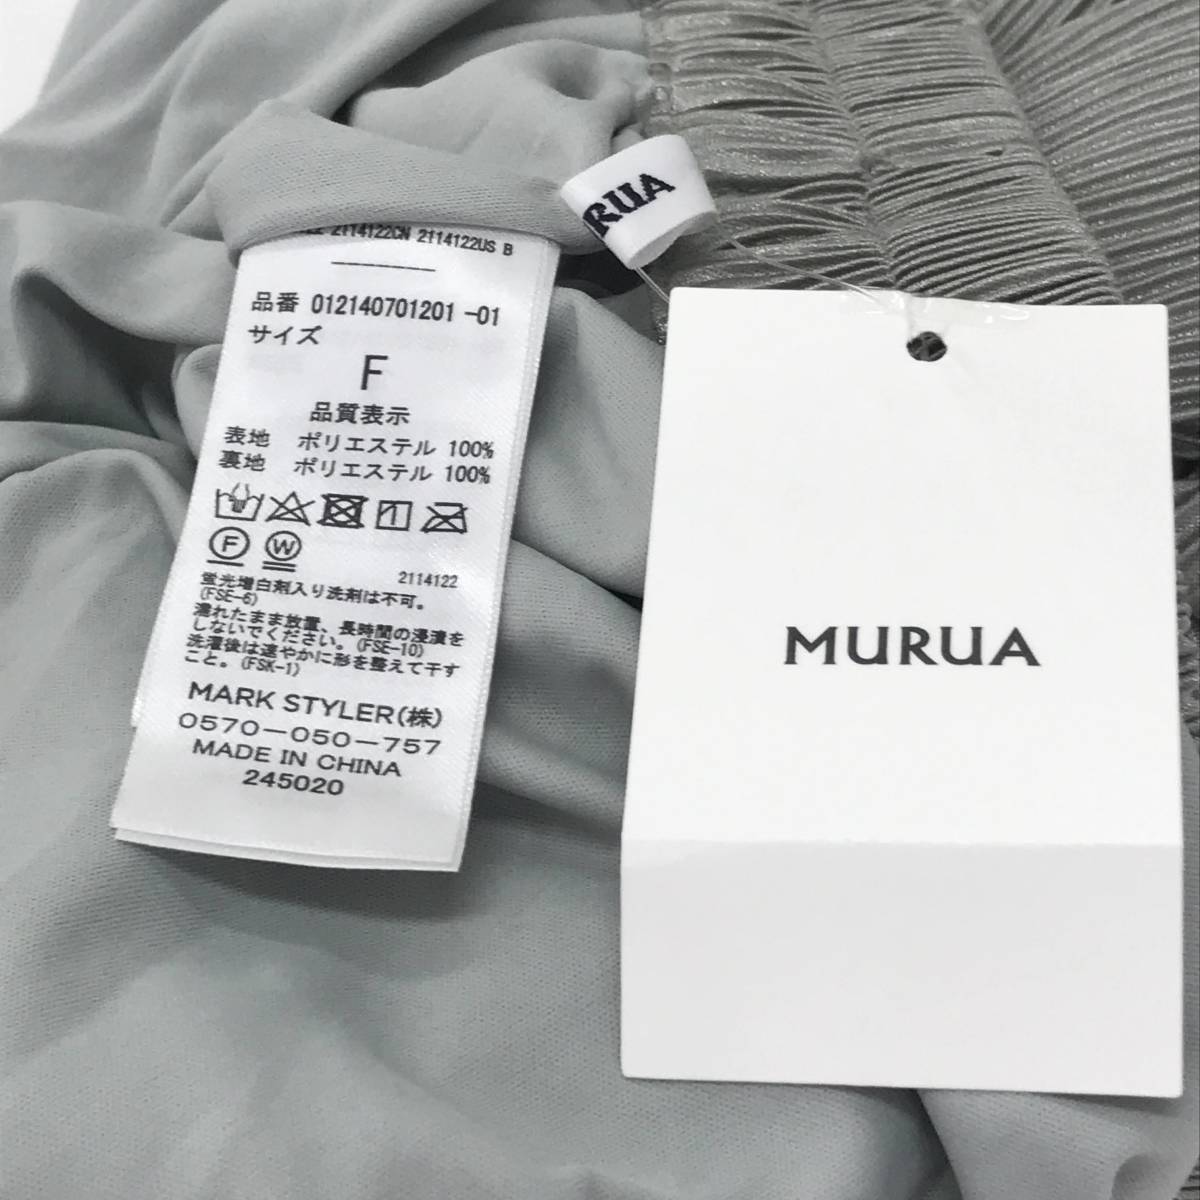 2114122CN 2114122US B
品番 012140701201 -01
サイズ
F
品質表示
表地 ポリエステル 100%
裏地 ポリエステル 100%
F W
2114122
蛍光増白剤入り洗剤は不可。
(FSE-6)
濡れたまま放置、長時間の浸漬を
しないでください。(FSE-10)
洗濯後は速やかに形を整えて干す
こと。(FSK-1)
MARK STYLER(株)
0570-050-757
MADE IN CHINA
245020
RUA
MURUA